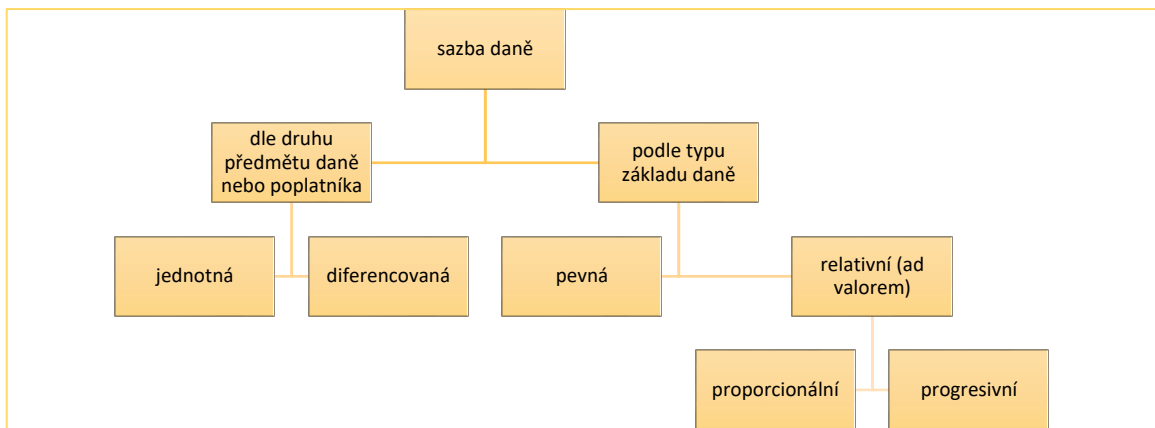 sazba daně
dle druhu
předmětu daně
nebo poplatníka
podle typu
základu daně
jednotná
diferencovaná
pevná
relativní (ad
valorem)
proporcionální
progresivní